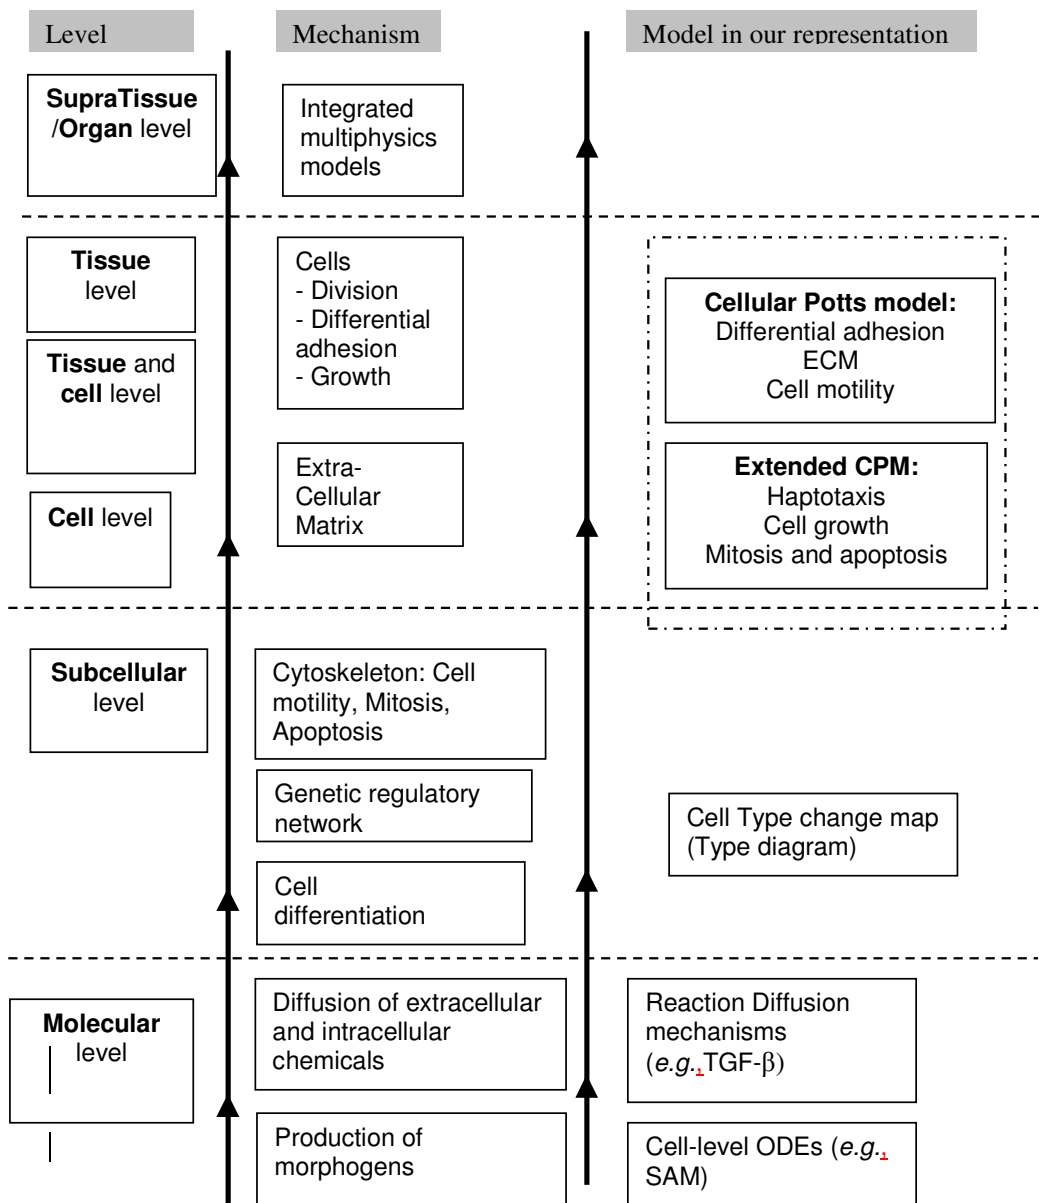 Level
Mechanism
Model in our representation
SupraTissue
/Organ level
Integrated
multiphysics
models
Tissue
level
Tissue and
cell level
Cell level
Cells
- Division
- Differential
adhesion
- Growth
Extra-
Cellular
Matrix
Cellular Potts model:
Differential adhesion
ECM
Cell motility
Extended CPM:
Haptotaxis
Cell growth
Mitosis and apoptosis
Subcellular
level
Cytoskeleton: Cell
motility, Mitosis,
Apoptosis
Genetic regulatory
network
Cell
differentiation
Cell Type change map
(Type diagram)
Molecular
level
Diffusion of extracellular
and intracellular
chemicals
Production of
morphogens
Reaction Diffusion
mechanisms
(e.g.,TGF-β)
Cell-level ODEs (e.g.,
SAM)